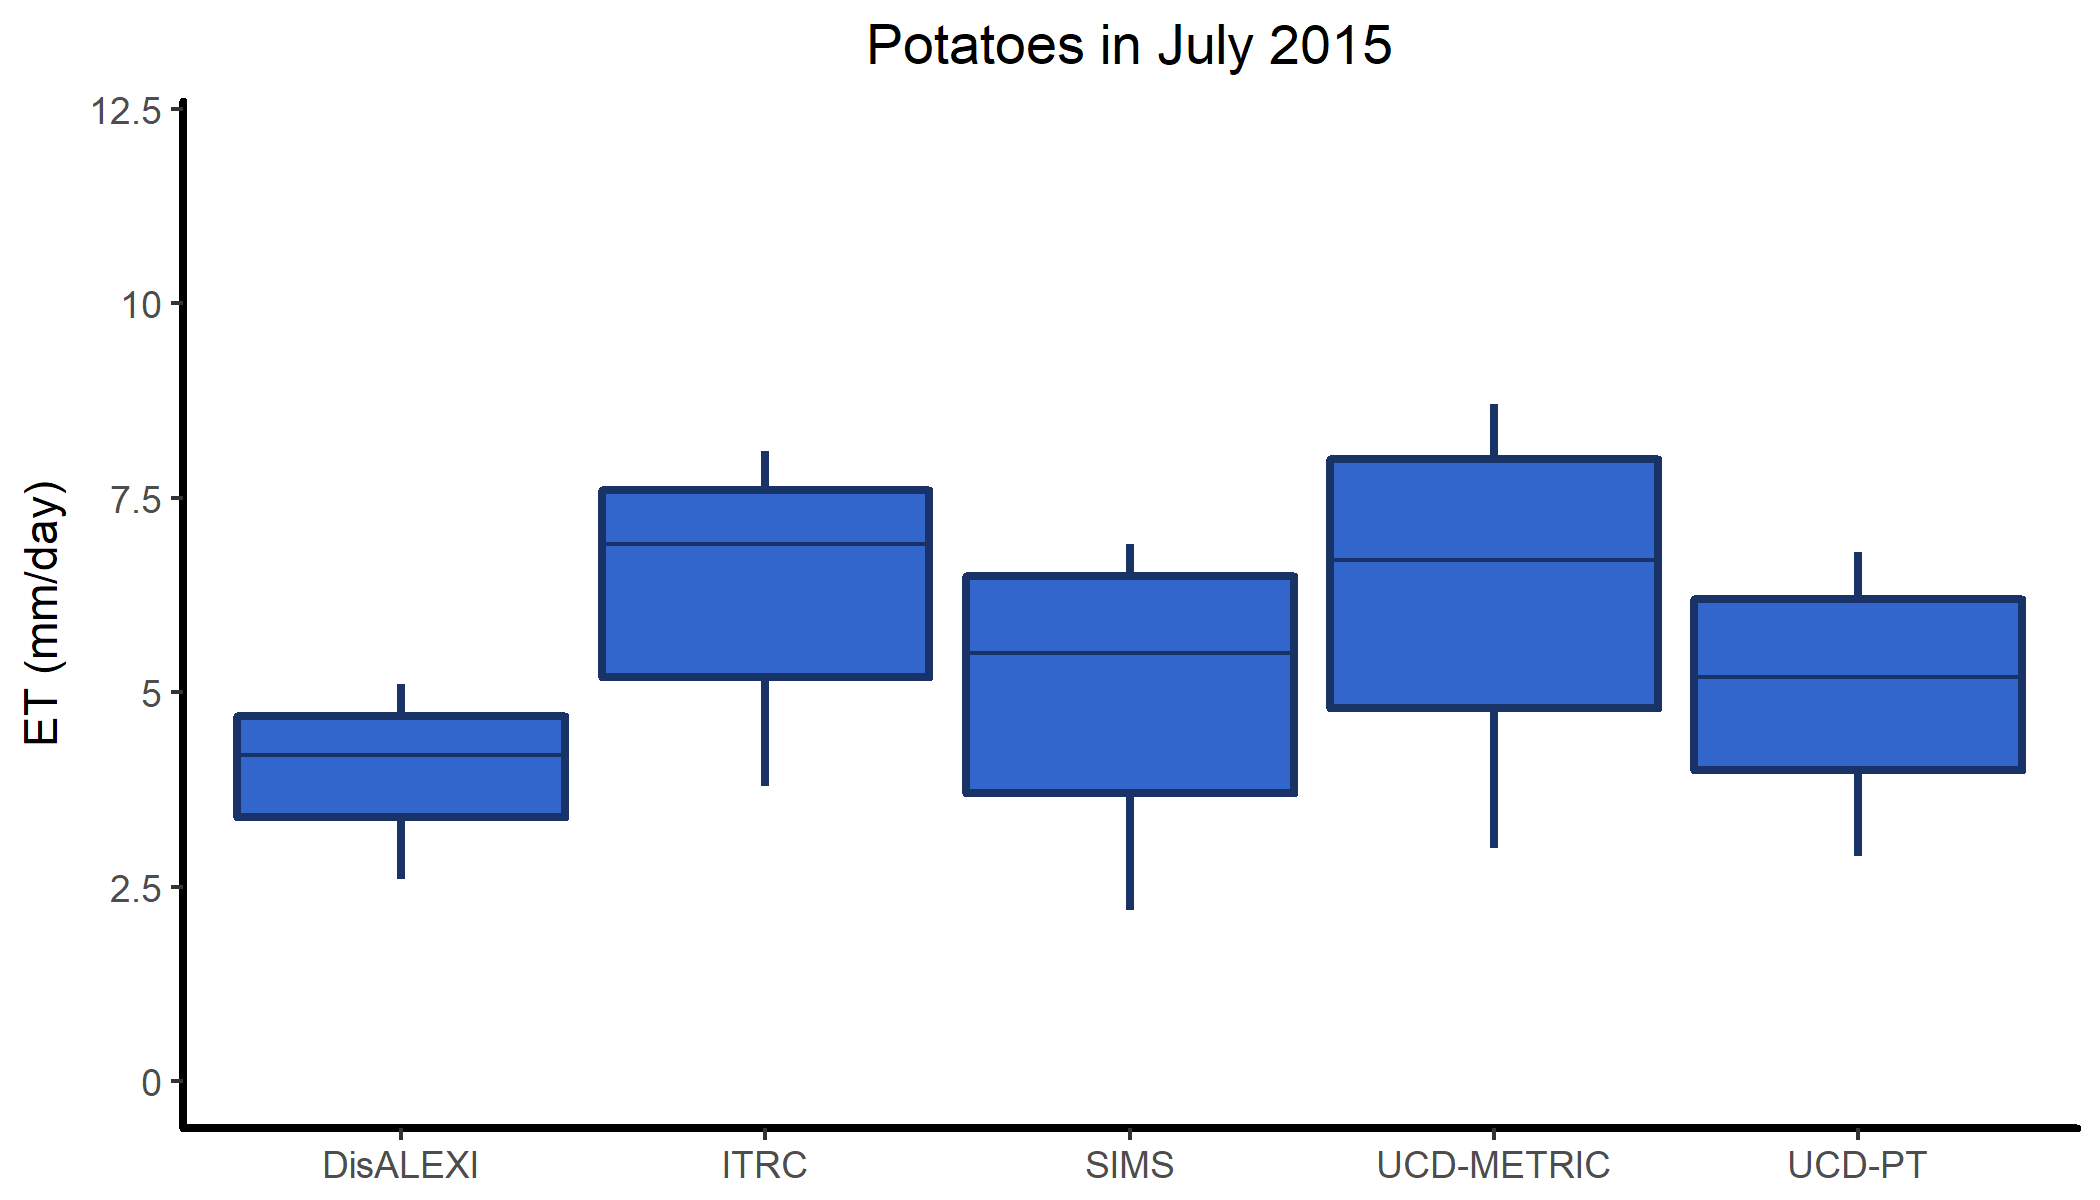 Potatoes in July 2015
ET (mm/day)
12.5
10
7.5
5
2.5
0
DisALEXI
ITRC
SIMS
UCD-METRIC
UCD-PT